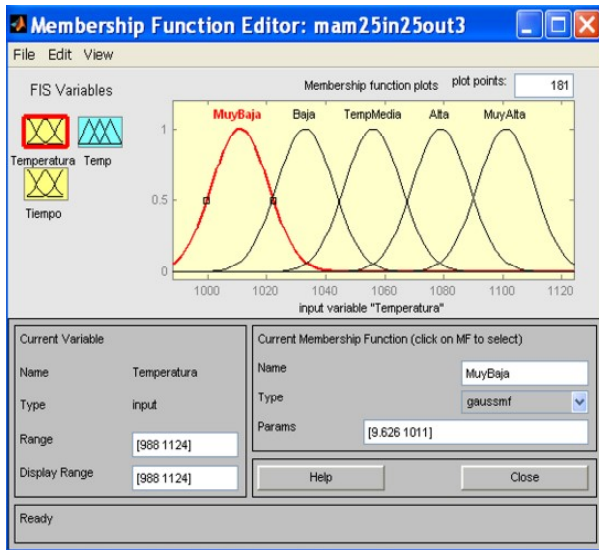 Membership Function Editor: mam25in25out3
File Edit View
FIS Variables
Temperatura Temp
Tiempo
Membership function plots plot points: 181
MuyBaja Baja TempMedia Alta MuyAlta
1
0.5
0
1000 1020 1040 1060 1080 1100 1120
input variable "Temperatura"
Current Variable
Name Temperatura
Type input
Range [988 1124]
Display Range [988 1124]
Current Membership Function (click on MF to select)
Name MuyBaja
Type gaussmf
Params [9.626 1011]
Help Close
Ready